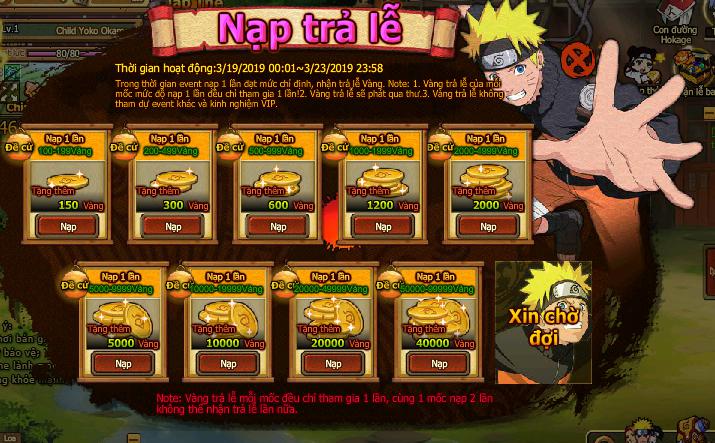 Nạp trả lễ
Lv.1
Child Yoko Okam
80/80
Con đường
Hokage
Thời gian hoạt động:3/19/2019 00:01~3/23/2019 23:58
Trong thời gian event nạp 1 lần đạt mức chỉ định, nhận trả lễ Vàng. Note: 1. Vàng trả lễ của mỗi
mốc mức độ nạp 1 lần đều chỉ tham gia 1 lần!2. Vàng trả lễ sẽ phát qua thư.3. Vàng trả lễ không
tham dự event khác và kinh nghiệm VIP.
Nạp 1 lần Nạp 1 lần Nạp 1 lần Nạp 1 lần Nạp 1 lần
Đề cử Đề cử Đề cử Đề cử Đề cử
100-199Vàng 200-499Vàng 500-999Vàng 1000-1999Vàng 2000-4999Vàng
Tặng thêm Tặng thêm Tặng thêm Tặng thêm Tặng thêm
150 Vàng 300 Vàng 600 Vàng 1200 Vàng 2000 Vàng
Nạp Nạp Nạp Nạp Nạp
Nạp 1 lần Nạp 1 lần Nạp 1 lần Nạp 1 lần
Đề cử Đề cử Đề cử Đề cử
5000-9999Vàng 10000-19999Vàng 20000-49999Vàng
Tặng thêm Tặng thêm Tặng thêm Tặng thêm
5000 Vàng 10000 Vàng 20000 Vàng 40000 Vàng
Nạp Nạp Nạp Nạp
Xin chờ
đợi
Note: Vàng trả lễ mỗi mốc đều chỉ tham gia 1 lần, cùng 1 mốc nạp 2 lần
không thể nhận trả lễ lần nữa.
Loa